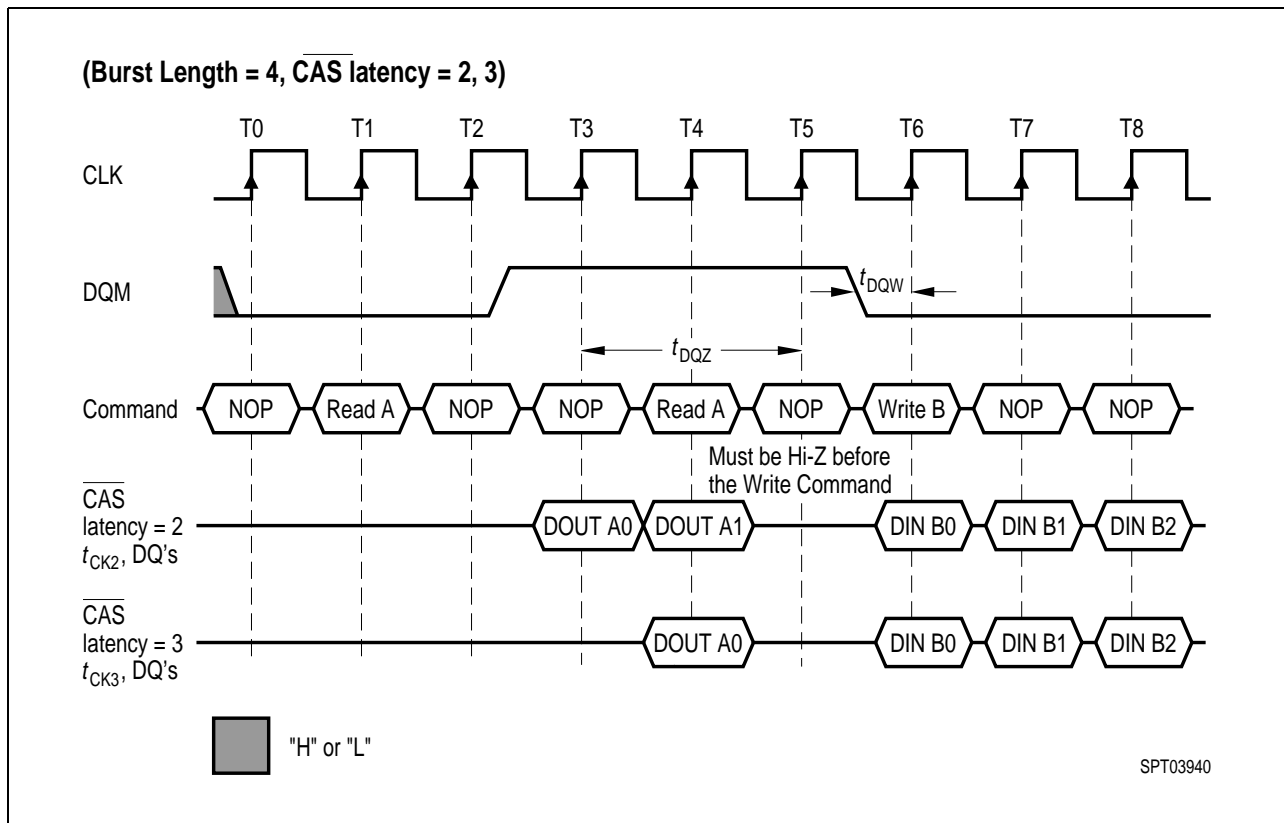 (Burst Length = 4, CAS latency = 2, 3)
T0 T1 T2 T3 T4 T5 T6 T7 T8
CLK
DQM
tDQW
tDQZ
Command NOP Read A NOP NOP Read A NOP Write B NOP NOP
Must be Hi-Z before
the Write Command
CAS
latency = 2
tCK2, DQ's
DOUT A0 DOUT A1 DIN B0 DIN B1 DIN B2
CAS
latency = 3
tCK3, DQ's
DOUT A0 DIN B0 DIN B1 DIN B2
"H" or "L"
SPT03940